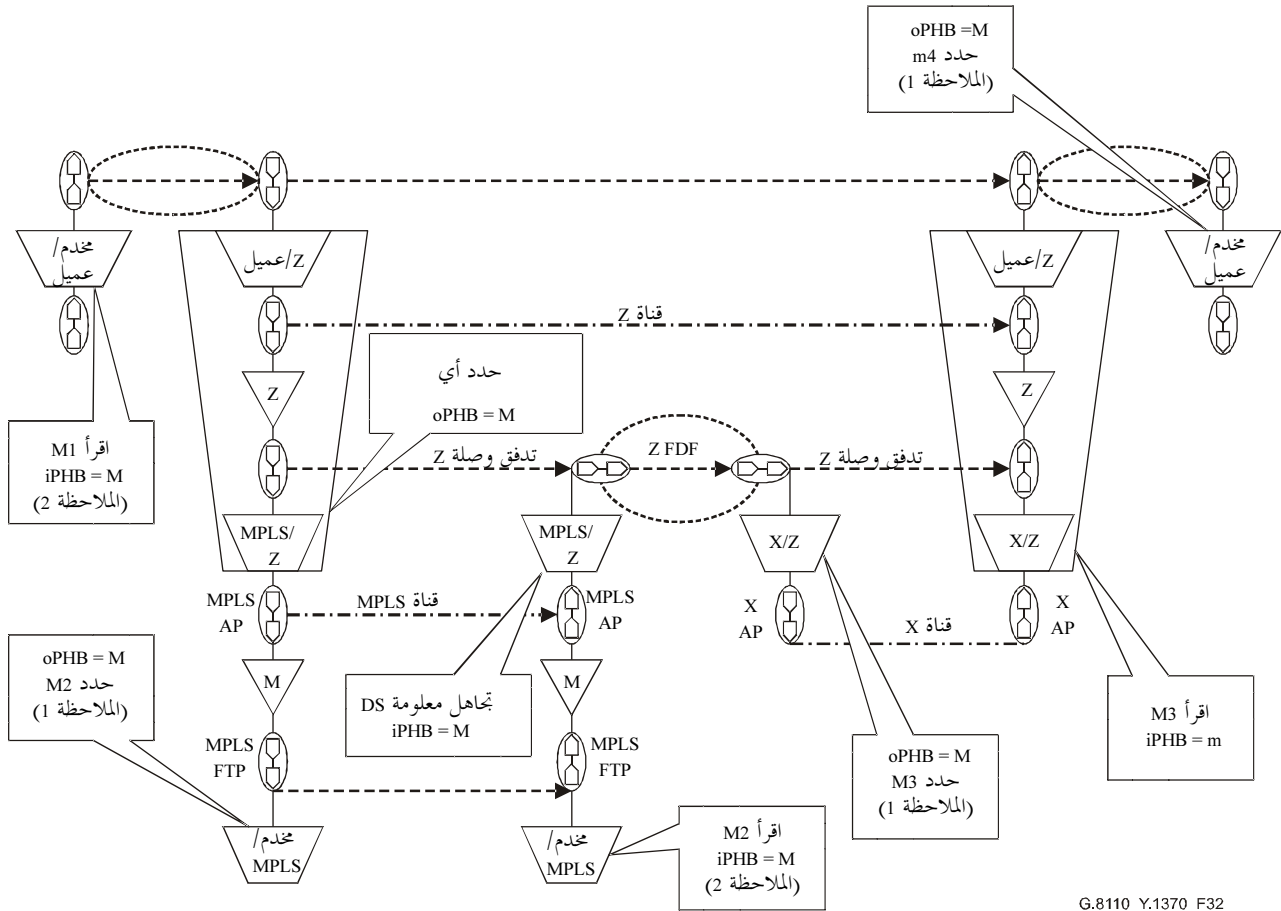 oPHB =M
حدد m4
(الملاحظة 1)
مخدم/
عميل
عميل/Z
عميل/Z
مخدم/
عميل
قناة Z
حدد أي
oPHB = M
Z
Z
اقرأ M1
iPHB = M
(الملاحظة 2)
تدفق وصلة Z
Z FDF
تدفق وصلة Z
MPLS/
Z
MPLS/
Z
X/Z
X/Z
MPLS
AP
قناة MPLS
MPLS
AP
X
AP
قناة X
X
AP
oPHB = M
حدد M2
(الملاحظة 1)
M
تجاهل معلومة DS
iPHB = M
M
اقرأ M3
iPHB = m
MPLS
FTP
MPLS
FTP
oPHB = M
حدد M3
(الملاحظة 1)
مخدم/
MPLS
مخدم/
MPLS
اقرأ M2
iPHB = M
(الملاحظة 2)
G.8110 Y.1370 F32